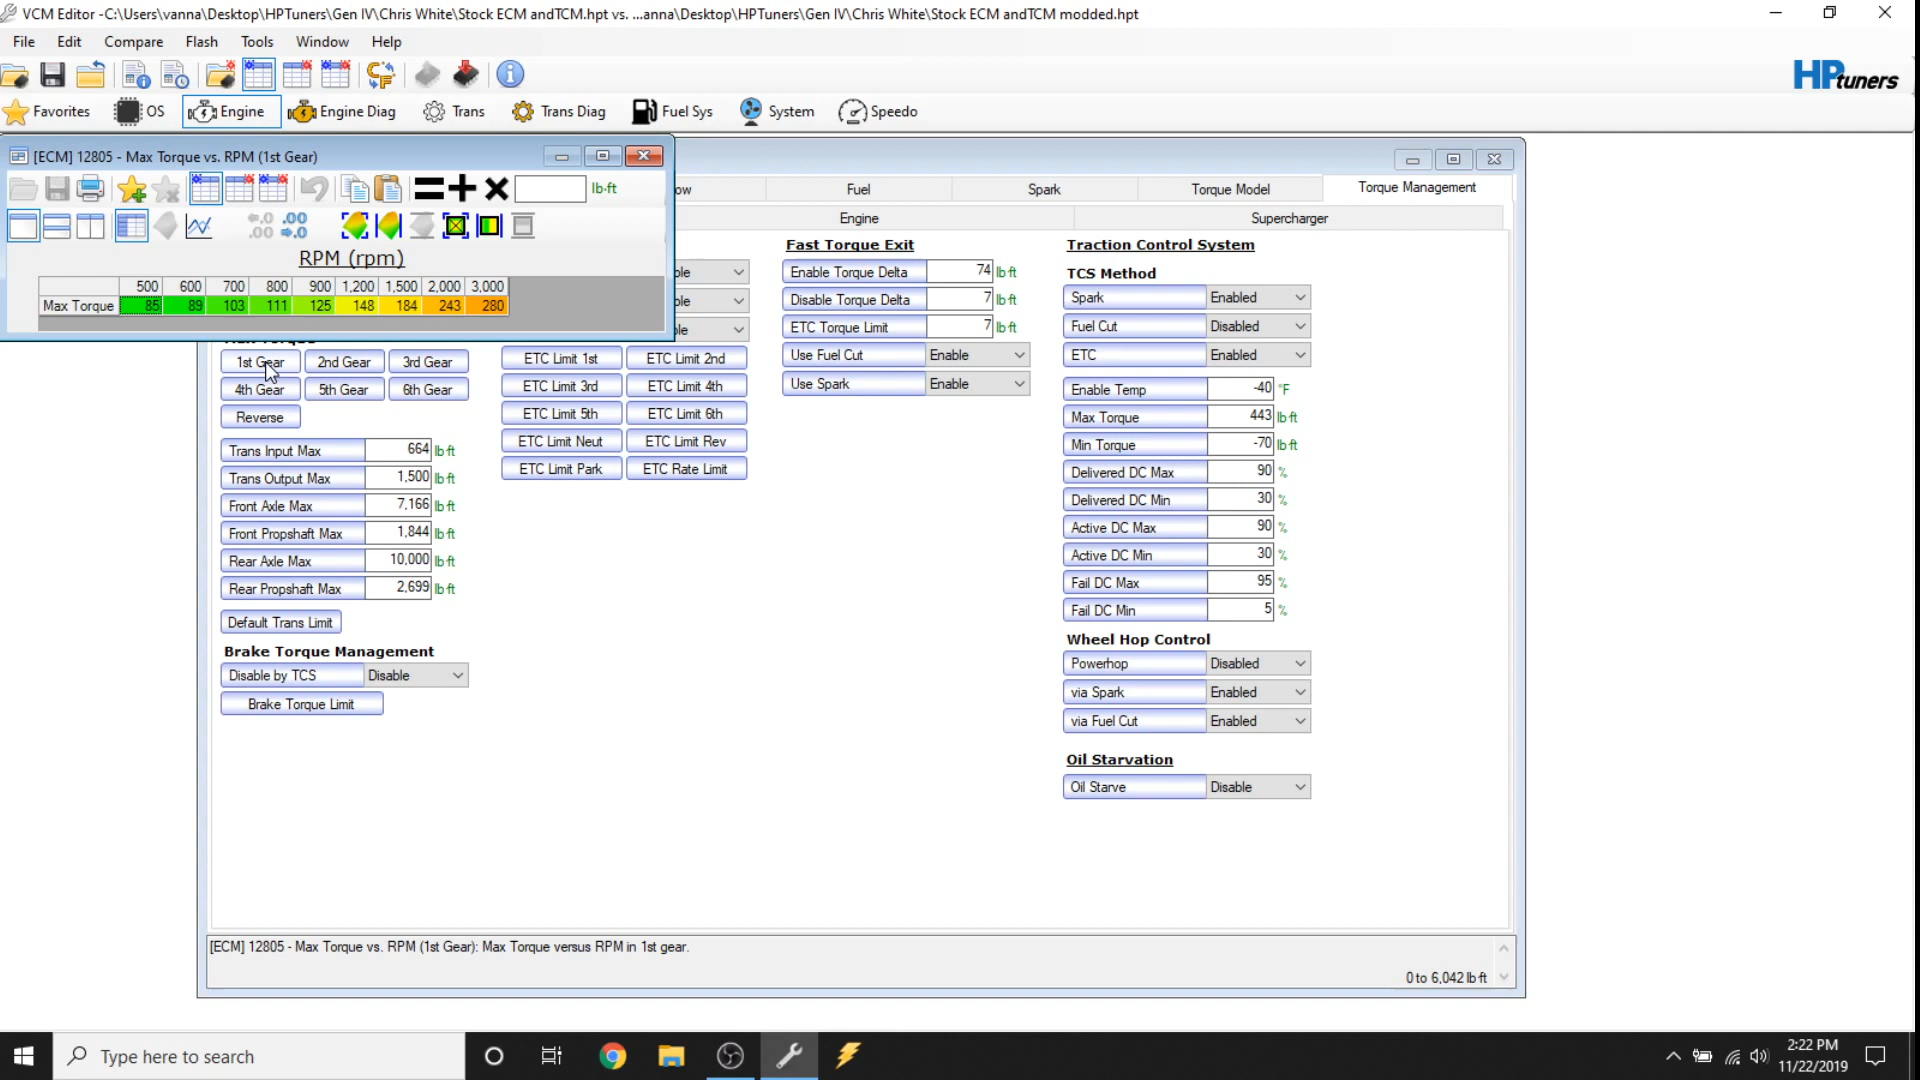 VCM Editor -C:\Users\vanna\Desktop\HPTuners\Gen IV\Chris White\Stock ECM andTCM.hpt vs. ...anna\Desktop\HPTuners\Gen IV\Chris White\Stock ECM andTCM modded.hpt
File Edit Compare Flash Tools Window Help
HPtuners
Favorites OS Engine Engine Diag Trans Trans Diag Fuel Sys System Speedo
[ECM] 12805 - Max Torque vs. RPM (1st Gear)
lb·ft
RPM (rpm)
500 600 700 800 900 1,200 1,500 2,000 3,000
Max Torque 85 89 103 111 125 148 184 243 280
Fuel Spark Torque Model Torque Management
Engine Supercharger
1st Gear 2nd Gear 3rd Gear
4th Gear 5th Gear 6th Gear
Reverse
Trans Input Max 664 lb·ft
Trans Output Max 1,500 lb·ft
Front Axle Max 7,166 lb·ft
Front Propshaft Max 1,844 lb·ft
Rear Axle Max 10,000 lb·ft
Rear Propshaft Max 2,699 lb·ft
Default Trans Limit
Brake Torque Management
Disable by TCS Disable
Brake Torque Limit
ETC Limit 1st ETC Limit 2nd
ETC Limit 3rd ETC Limit 4th
ETC Limit 5th ETC Limit 6th
ETC Limit Neut ETC Limit Rev
ETC Limit Park ETC Rate Limit
Fast Torque Exit
Enable Torque Delta 74 lb·ft
Disable Torque Delta 7 lb·ft
ETC Torque Limit 7 lb·ft
Use Fuel Cut Enable
Use Spark Enable
Traction Control System
TCS Method
Spark Enabled
Fuel Cut Disabled
ETC Enabled
Enable Temp -40 °F
Max Torque 443 lb·ft
Min Torque -70 lb·ft
Delivered DC Max 90 %
Delivered DC Min 30 %
Active DC Max 90 %
Active DC Min 30 %
Fail DC Max 95 %
Fail DC Min 5 %
Wheel Hop Control
Powerhop Disabled
via Spark Enabled
via Fuel Cut Enabled
Oil Starvation
Oil Starve Disable
[ECM] 12805 - Max Torque vs. RPM (1st Gear): Max Torque versus RPM in 1st gear.
0 to 6,042 lb·ft
Type here to search
2:22 PM
11/22/2019